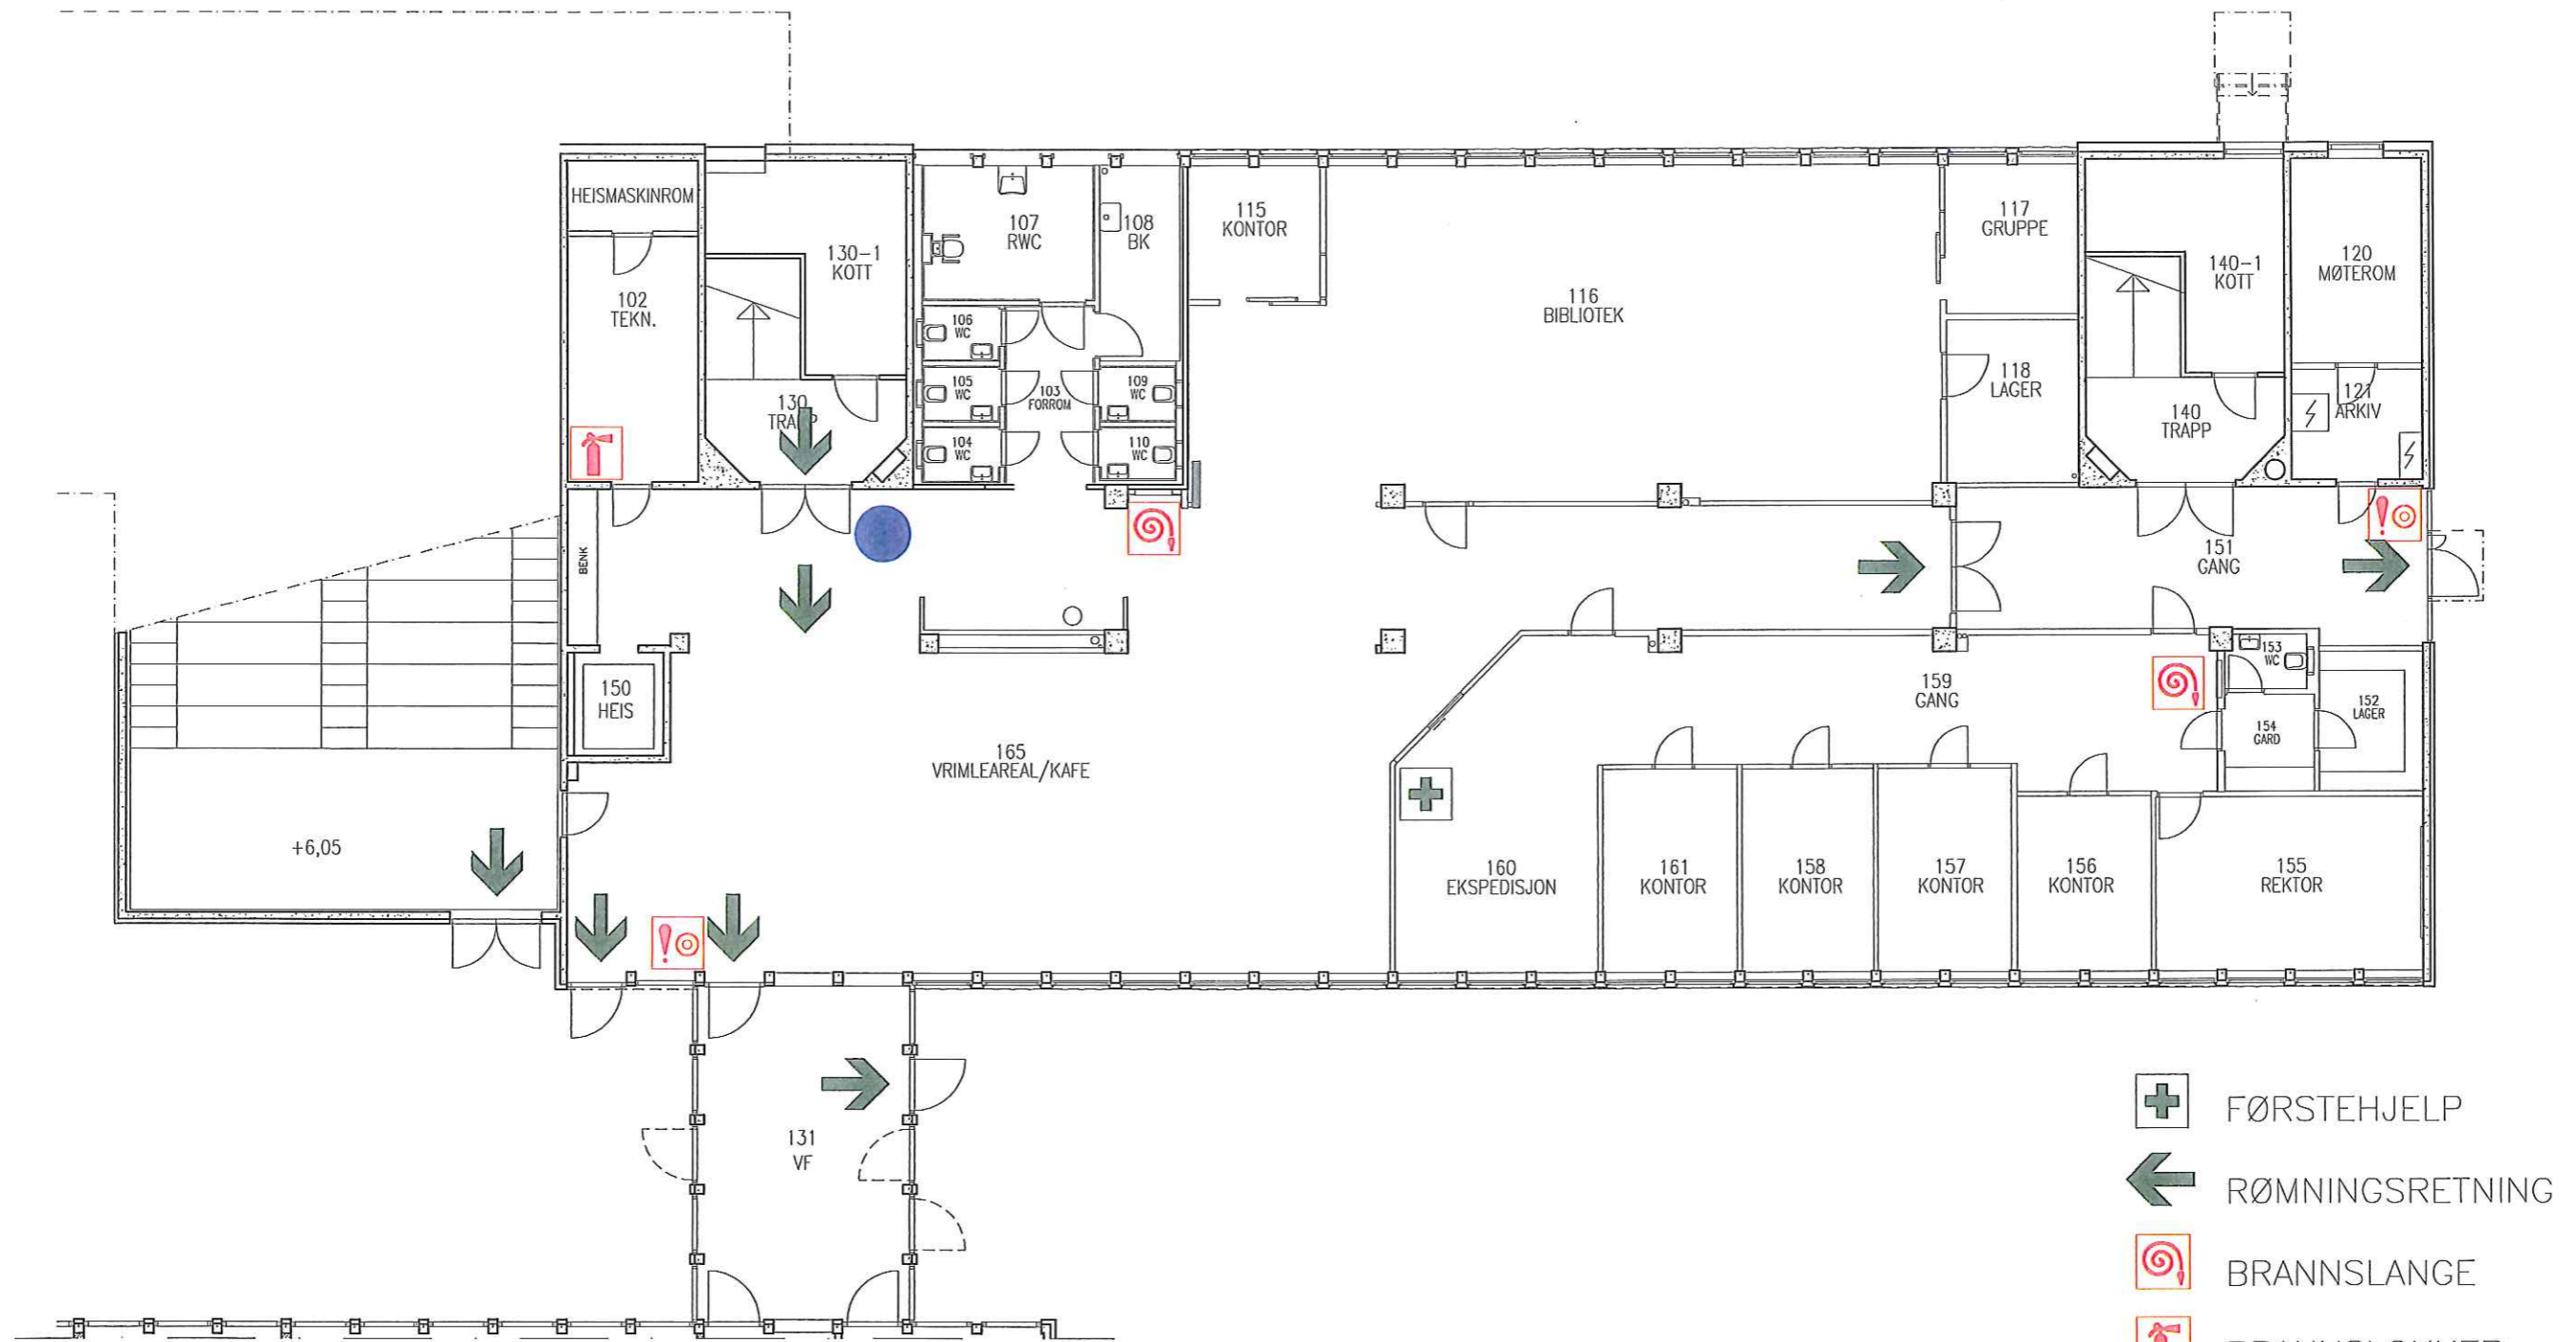 HEISMASKINROM
102
TEKN.
130-1
KOTT
130
TRAPP
107
RWC
108
BK
106
WC
105
WC
104
WC
103
FORROM
109
WC
110
WC
115
KONTOR
116
BIBLIOTEK
117
GRUPPE
118
LAGER
140-1
KOTT
140
TRAPP
120
MØTEROM
121
ARKIV
BENK
150
HEIS
151
GANG
153
WC
152
LAGER
154
GARD
159
GANG
165
VRIMLEAREAL/KAFE
+6,05
160
EKSPEDISJON
161
KONTOR
158
KONTOR
157
KONTOR
156
KONTOR
155
REKTOR
131
VF
FØRSTEHJELP
RØMNINGSRETNING
BRANNSLANGE